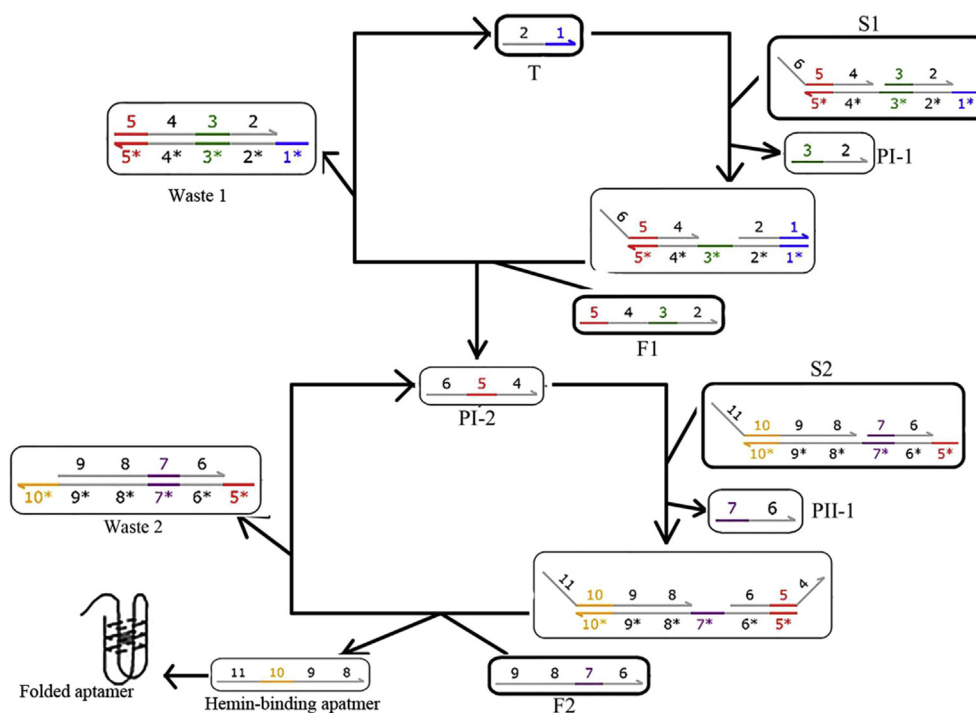 2 1
T
S1
6 5 4 3 2
5* 4* 3* 2* 1*
5 4 3 2
5* 4* 3* 2* 1*
Waste 1
3 2
PI-1
6 5 4 2 1
5* 4* 3* 2* 1*
5 4 3 2
F1
6 5 4
PI-2
S2
11 10 9 8 7 6
10* 9* 8* 7* 6* 5*
9 8 7 6
10* 9* 8* 7* 6* 5*
Waste 2
7 6
PII-1
11 10 9 8 6 5 4
10* 9* 8* 7* 6* 5*
Folded aptamer
11 10 9 8
Hemin-binding apatmer
9 8 7 6
F2